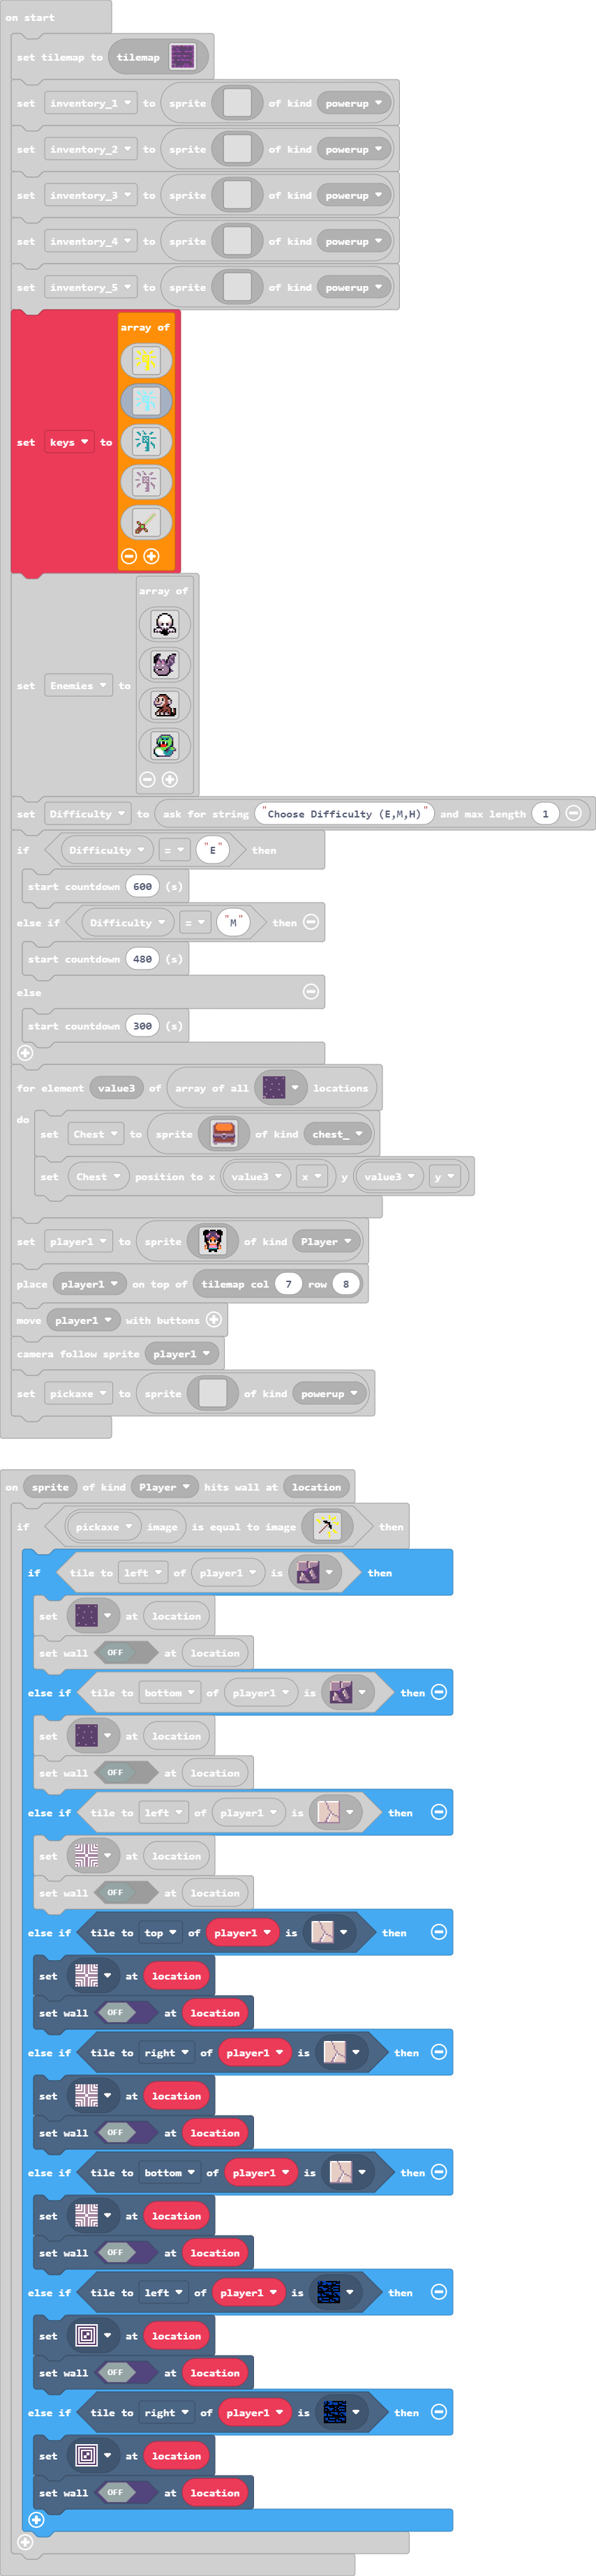 on start
set tilemap to tilemap
set inventory_1 to sprite of kind powerup
set inventory_2 to sprite of kind powerup
set inventory_3 to sprite of kind powerup
set inventory_4 to sprite of kind powerup
set inventory_5 to sprite of kind powerup
array of
set keys to
array of
set Enemies to
set Difficulty to ask for string "Choose Difficulty (E,M,H)" and max length 1
if Difficulty = "E" then
start countdown 600 (s)
else if Difficulty = "M" then
start countdown 480 (s)
else
start countdown 300 (s)
for element value3 of array of all locations
do
set Chest to sprite of kind chest_
set Chest position to x value3 x y value3 y
set player1 to sprite of kind Player
place player1 on top of tilemap col 7 row 8
move player1 with buttons
camera follow sprite player1
set pickaxe to sprite of kind powerup
on sprite of kind Player hits wall at location
if pickaxe image is equal to image then
if tile to left of player1 is then
set at location
set wall OFF at location
else if tile to bottom of player1 is then
set at location
set wall OFF at location
else if tile to left of player1 is then
set at location
set wall OFF at location
else if tile to top of player1 is then
set at location
set wall OFF at location
else if tile to right of player1 is then
set at location
set wall OFF at location
else if tile to bottom of player1 is then
set at location
set wall OFF at location
else if tile to left of player1 is then
set at location
set wall OFF at location
else if tile to right of player1 is then
set at location
set wall OFF at location